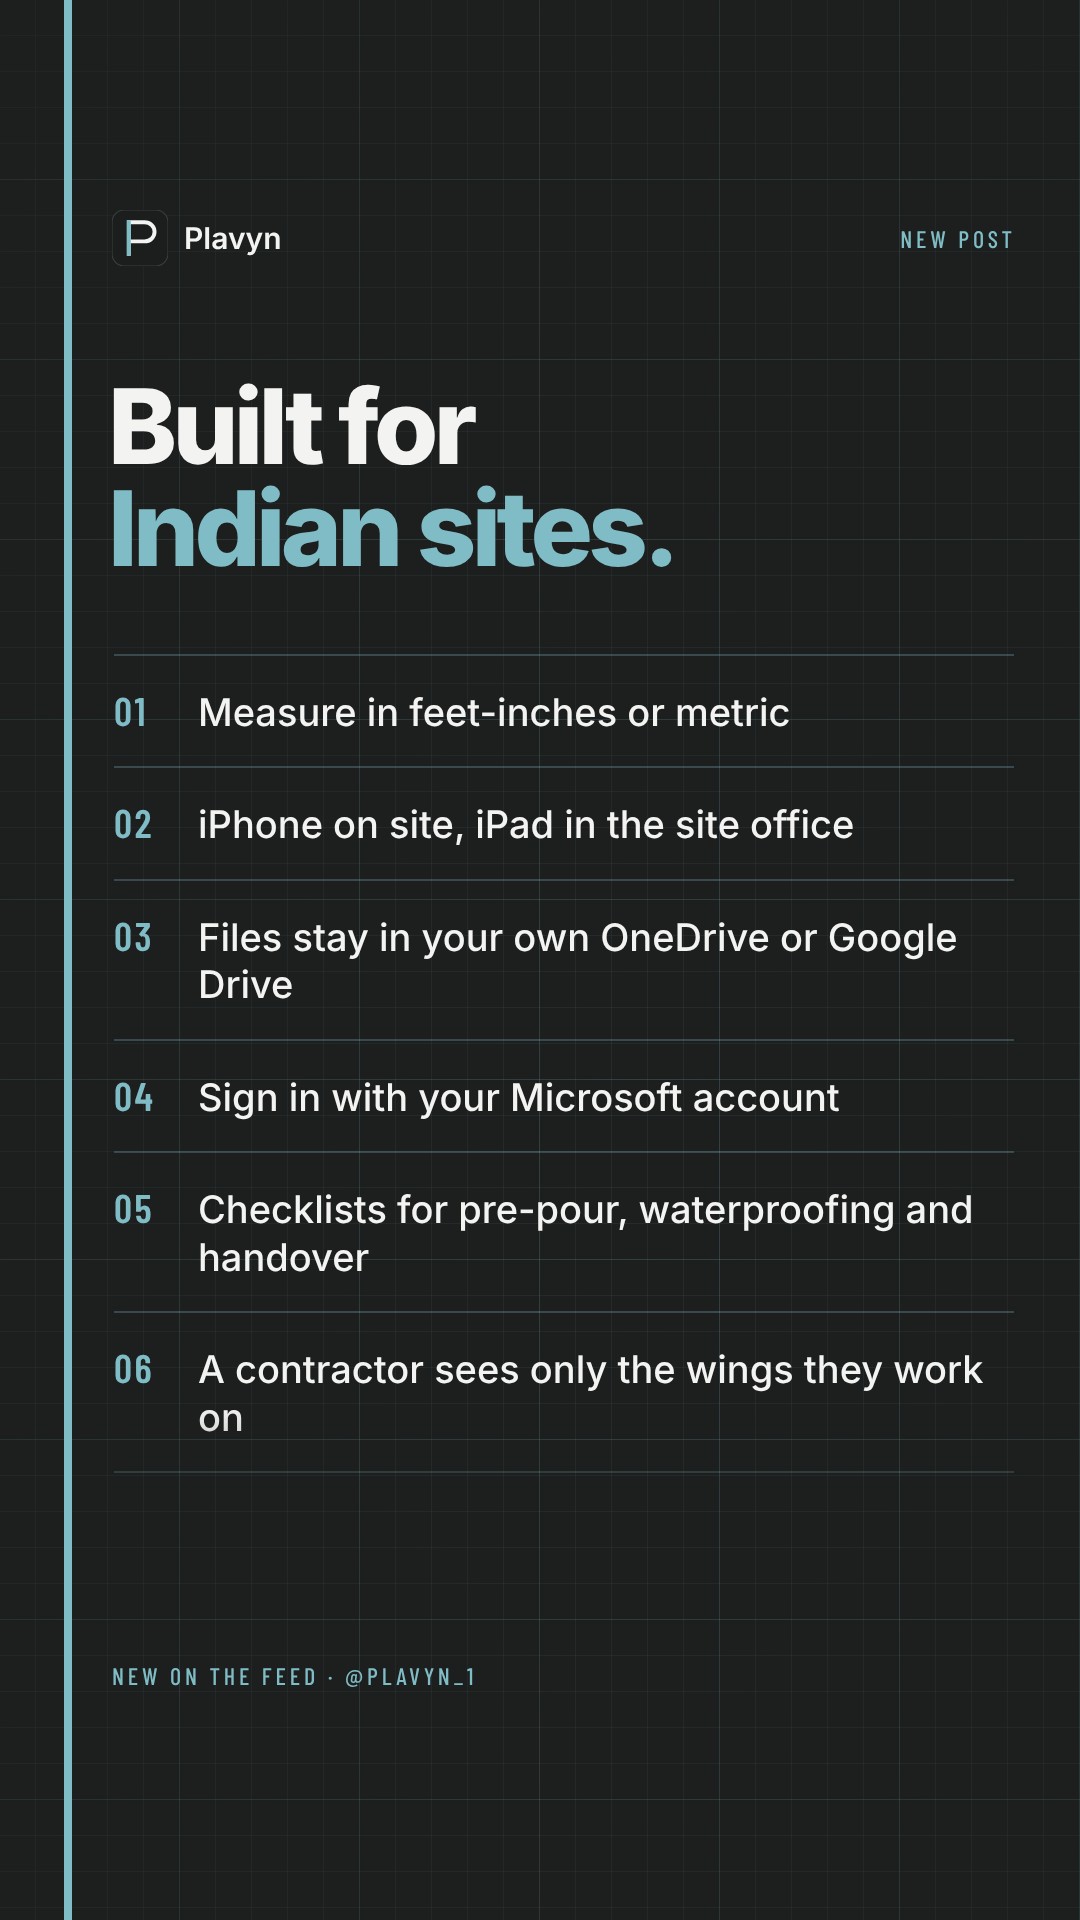 Plavyn
NEW POST
Built for
Indian sites.
01 Measure in feet-inches or metric
02 iPhone on site, iPad in the site office
03 Files stay in your own OneDrive or Google
Drive
04 Sign in with your Microsoft account
05 Checklists for pre-pour, waterproofing and
handover
06 A contractor sees only the wings they work
on
NEW ON THE FEED · @PLAVYN_1